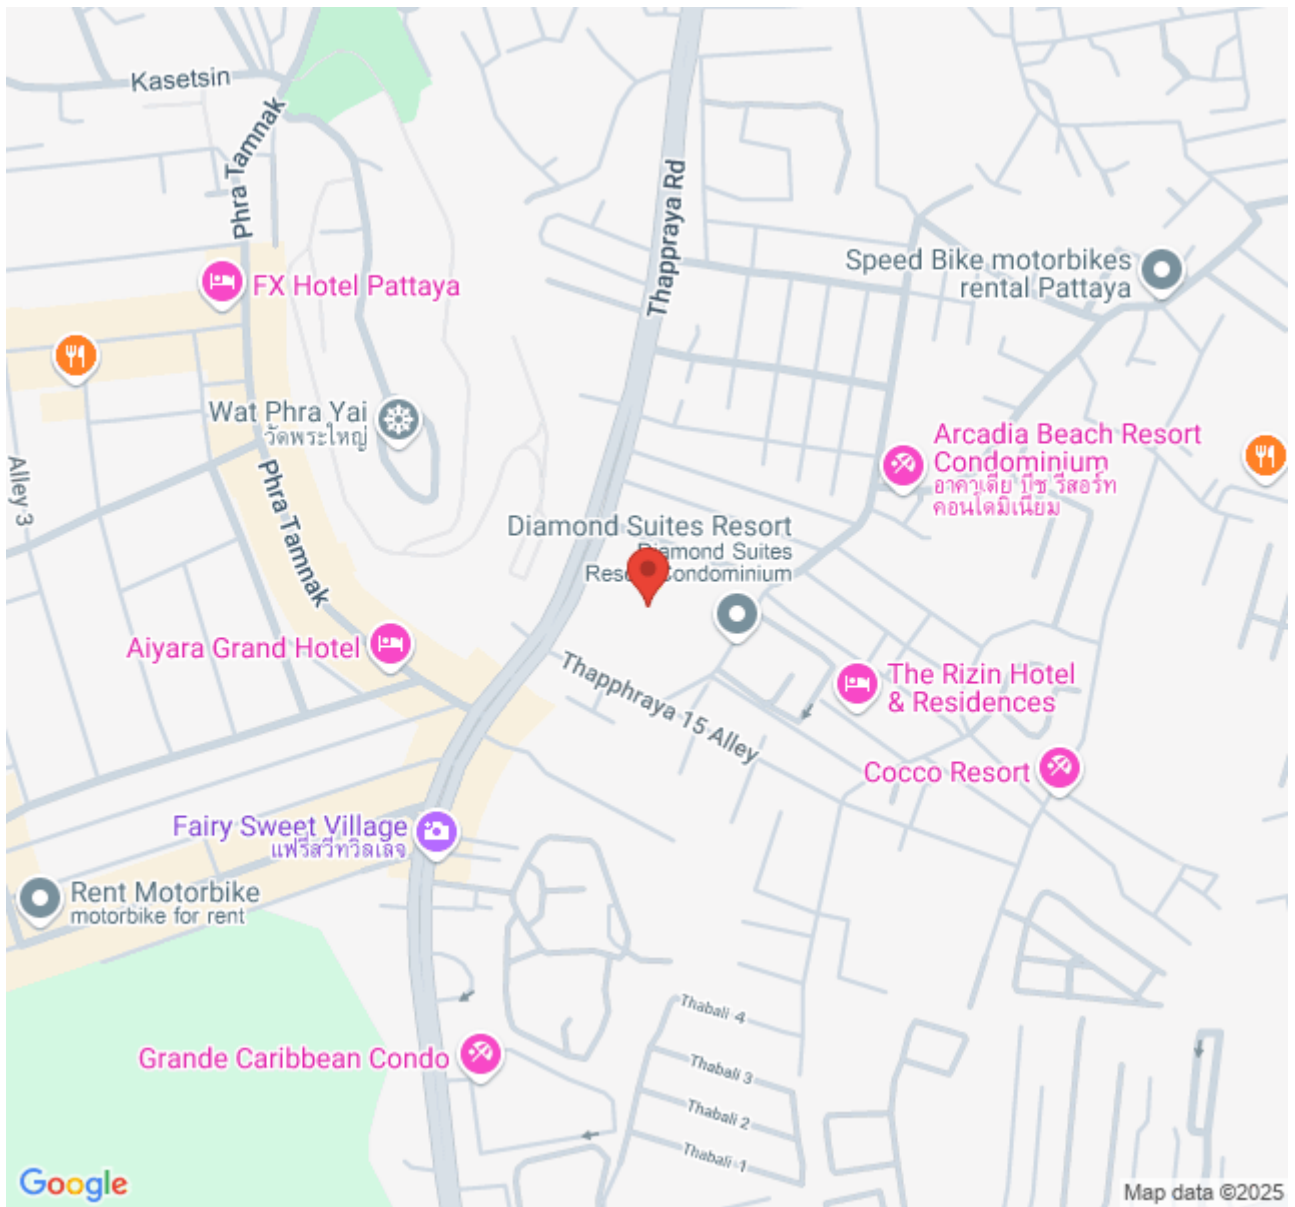 Kasetsin
Phra Tamnak
Thappraya Rd
Speed Bike motorbikes
rental Pattaya
FX Hotel Pattaya
Wat Phra Yai
วัดพระใหญ่
Arcadia Beach Resort
Condominium
อาคาเดีย บีช รีสอร์ท
คอนโดมิเนียม
Alley 3
Phra Tamnak
Diamond Suites Resort
Diamond Suites
Condominium
Aiyara Grand Hotel
Thapphraya 15 Alley
The Rizin Hotel
& Residences
Cocco Resort
Fairy Sweet Village
แฟรี่สวีทวิลเลจ
Rent Motorbike
motorbike for rent
Thabali 4
Grande Caribbean Condo
Thabali 3
Thabali 2
Thabali 1
Google
Map data ©2025